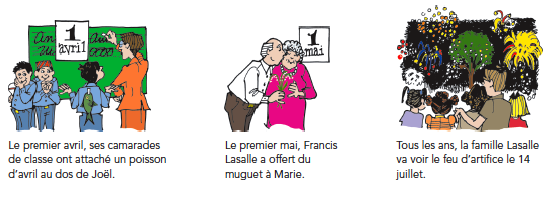 1
avril
Le premier avril, ses camarades
de classe ont attaché un poisson
d'avril au dos de Joël.
1
mai
Le premier mai, Francis
Lasalle a offert du
muguet à Marie.
Tous les ans, la famille Lasalle
va voir le feu d'artifice le 14
juillet.